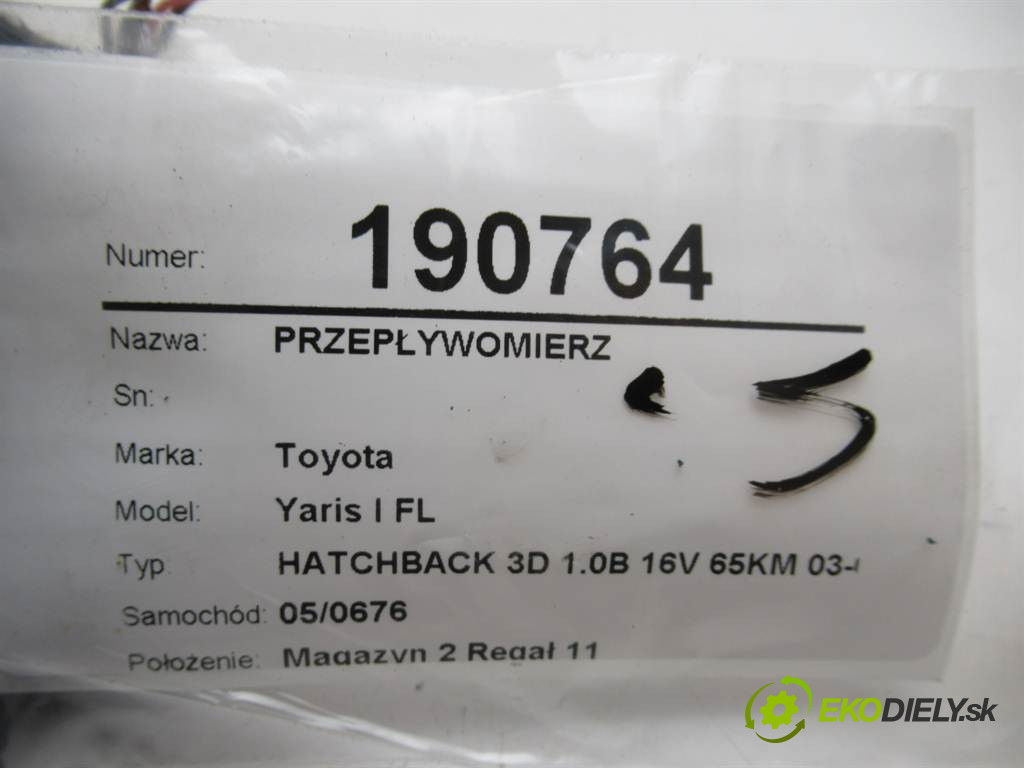 Numer: 190764
Nazwa: PRZEPŁYWOMIERZ
Sn:
Marka: Toyota
Model: Yaris I FL
Typ: HATCHBACK 3D 1.0B 16V 65KM 03-
Samochód: 05/0676
Położenie: Magazyn 2 Regał 11
EKODIELY.sk